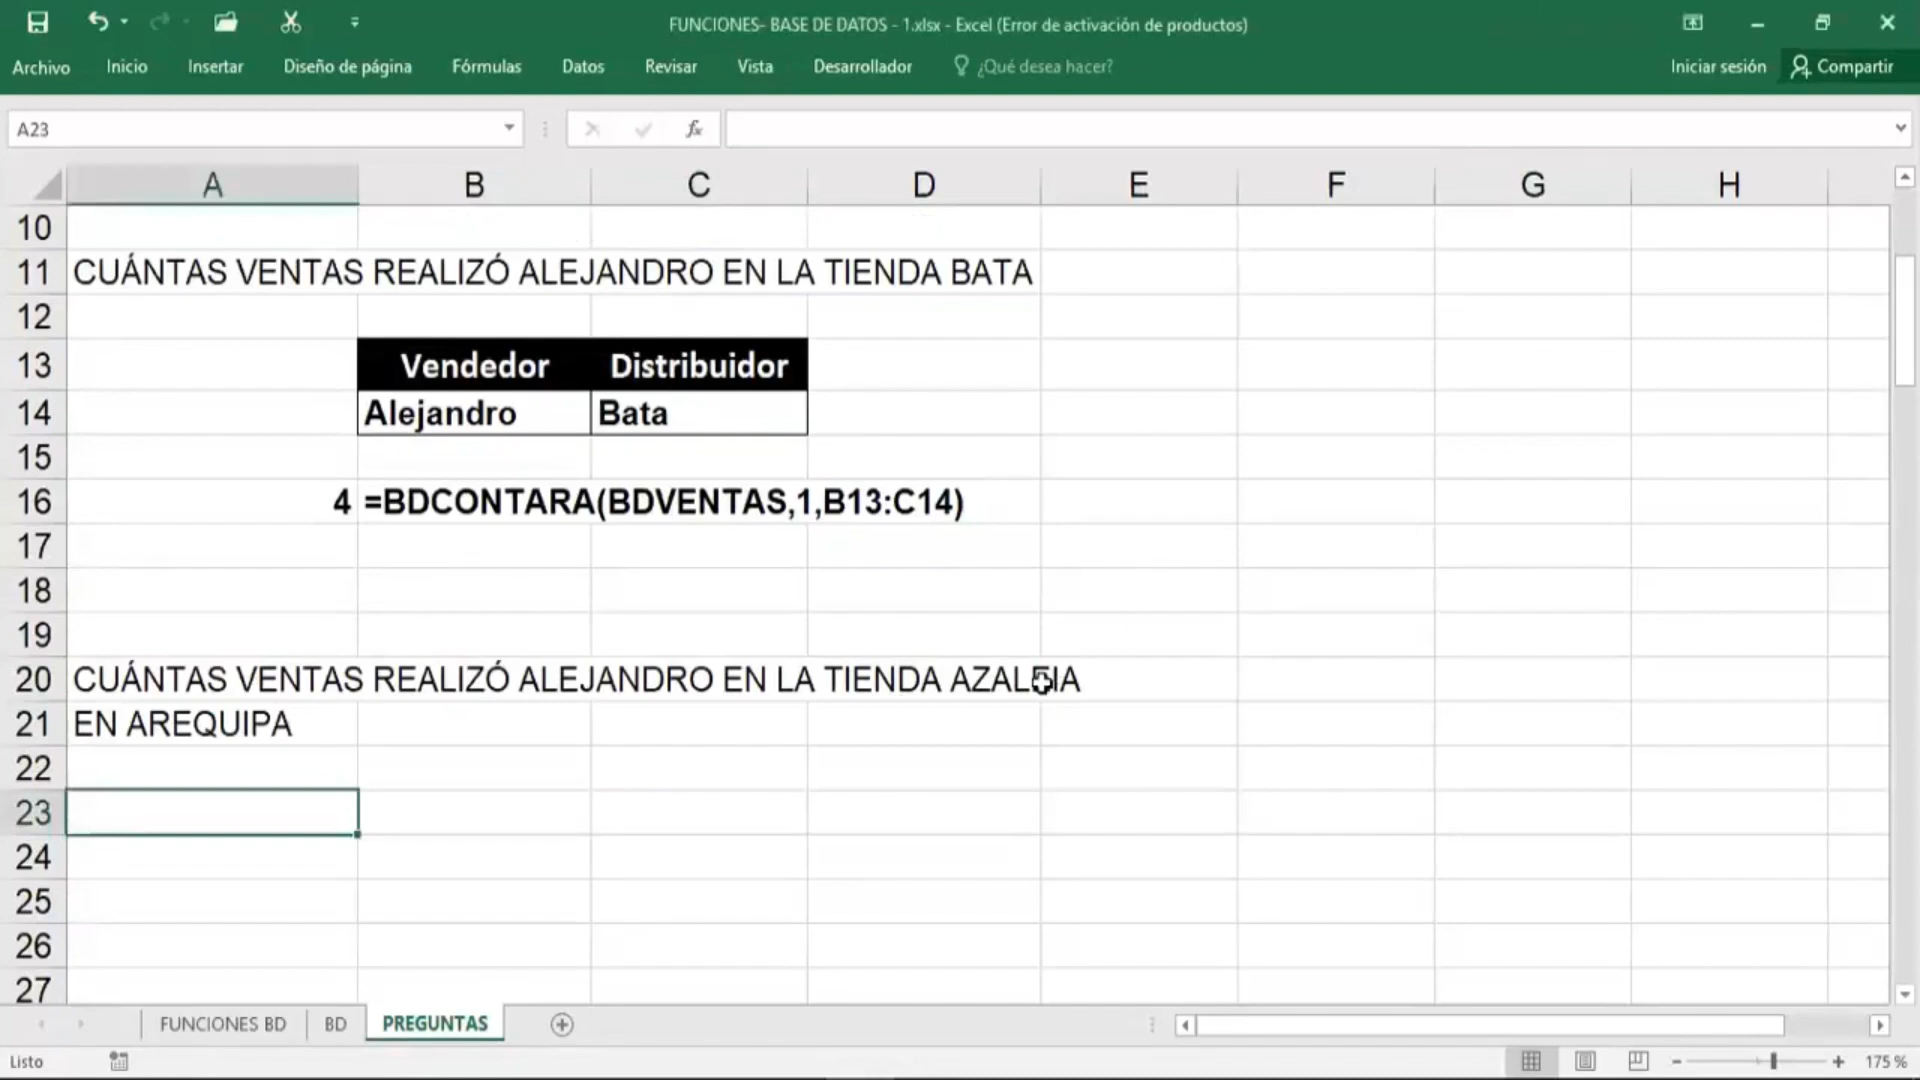 FUNCIONES- BASE DE DATOS - 1.xlsx - Excel (Error de activación de productos)
Archivo Inicio Insertar Diseño de página Fórmulas Datos Revisar Vista Desarrollador ¿Qué desea hacer? Iniciar sesión Compartir
A23 fx
A B C D E F G H
10
11 CUÁNTAS VENTAS REALIZÓ ALEJANDRO EN LA TIENDA BATA
12
13 Vendedor Distribuidor
14 Alejandro Bata
15
16 4 =BDCONTARA(BDVENTAS,1,B13:C14)
17
18
19
20 CUÁNTAS VENTAS REALIZÓ ALEJANDRO EN LA TIENDA AZALEIA
21 EN AREQUIPA
22
23
24
25
26
27
FUNCIONES BD BD PREGUNTAS
Listo 175 %